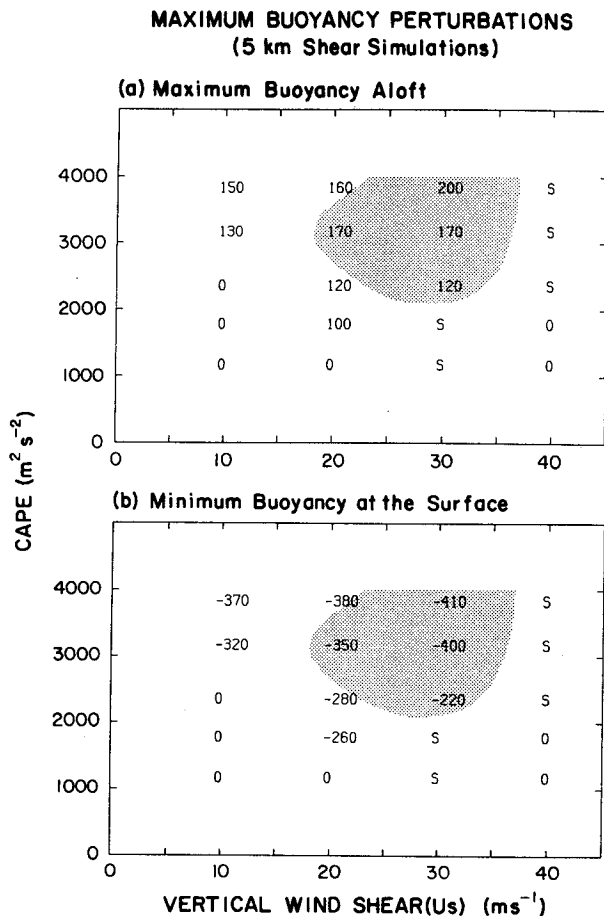 MAXIMUM BUOYANCY PERTURBATIONS
(5 km Shear Simulations)
(a) Maximum Buoyancy Aloft
4000
150 160 200 S
130 170 170 S
3000
0 120 120 S
2000
0 100 S 0
0 0 S 0
1000
0
0 10 20 30 40
CAPE (m² s⁻²)
(b) Minimum Buoyancy at the Surface
4000
-370 -380 -410 S
-320 -350 -400 S
3000
0 -280 -220 S
2000
0 -260 S 0
0 0 S 0
1000
0
0 10 20 30 40
VERTICAL WIND SHEAR(Us) (ms⁻¹)